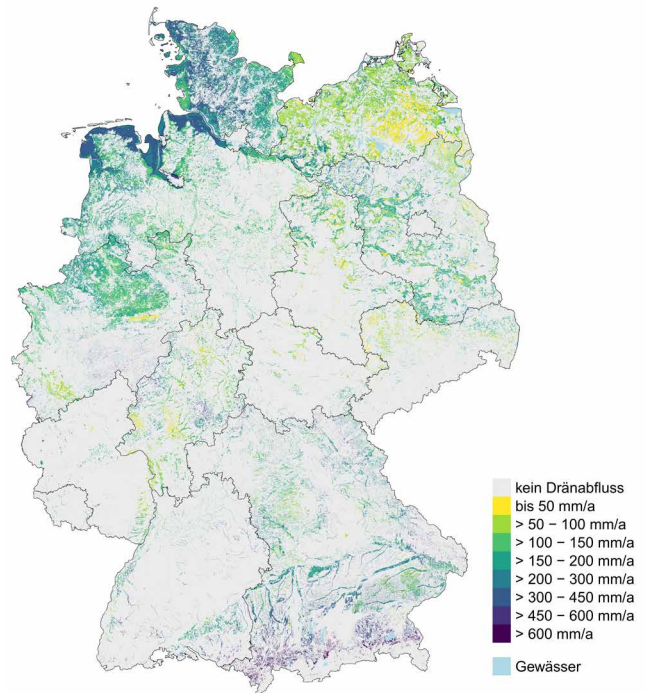 kein Dränabfluss
bis 50 mm/a
> 50 – 100 mm/a
> 100 – 150 mm/a
> 150 – 200 mm/a
> 200 – 300 mm/a
> 300 – 450 mm/a
> 450 – 600 mm/a
> 600 mm/a
Gewässer